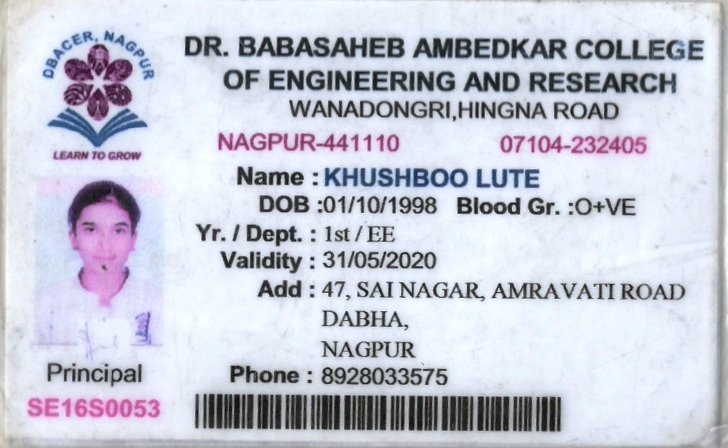 DBACER, NAGPUR
LEARN TO GROW
DR. BABASAHEB AMBEDKAR COLLEGE
OF ENGINEERING AND RESEARCH
WANADONGRI,HINGNA ROAD
NAGPUR-441110 07104-232405
Name : KHUSHBOO LUTE
DOB :01/10/1998 Blood Gr. :O+VE
Yr. / Dept. : 1st / EE
Validity : 31/05/2020
Add : 47, SAI NAGAR, AMRAVATI ROAD
DABHA,
NAGPUR
Phone : 8928033575
Principal
SE16S0053